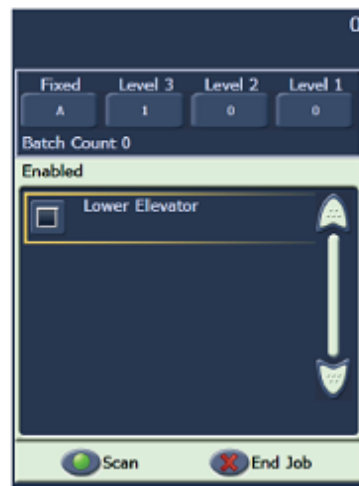 0
Fixed Level 3 Level 2 Level 1
A 1 0 0
Batch Count 0
Enabled
Lower Elevator
Scan End Job